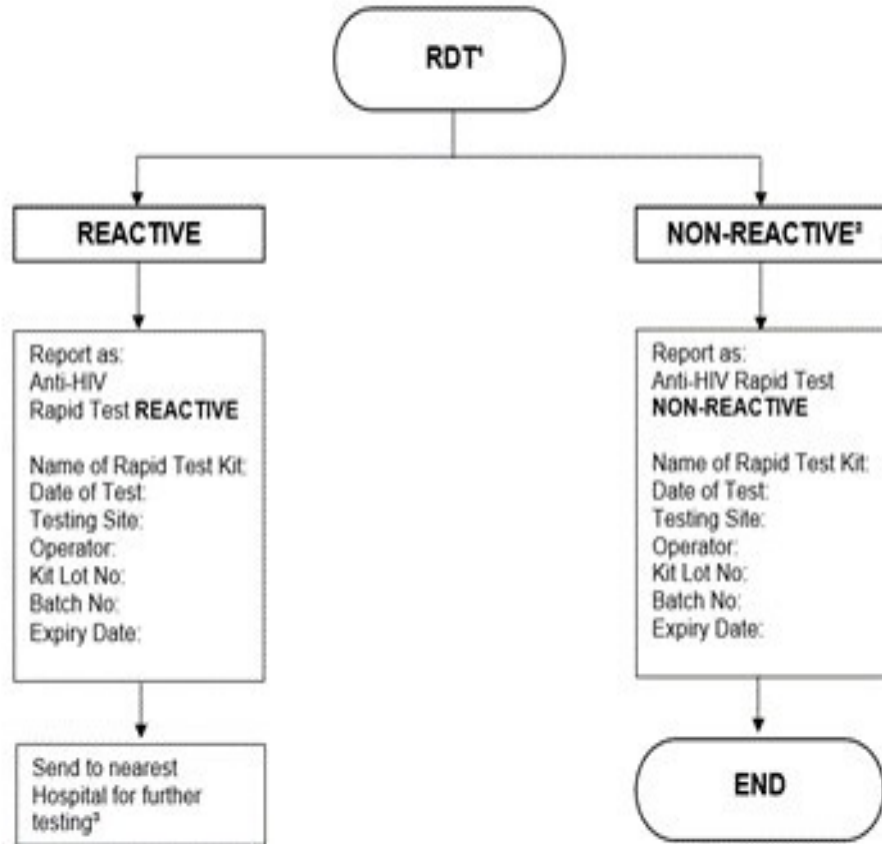 RDT¹
REACTIVE
NON-REACTIVE²
Report as:
Anti-HIV
Rapid Test REACTIVE
Name of Rapid Test Kit:
Date of Test:
Testing Site:
Operator:
Kit Lot No:
Batch No:
Expiry Date:
Report as:
Anti-HIV Rapid Test
NON-REACTIVE
Name of Rapid Test Kit:
Date of Test:
Testing Site:
Operator:
Kit Lot No:
Batch No:
Expiry Date:
Send to nearest
Hospital for further
testing³
END